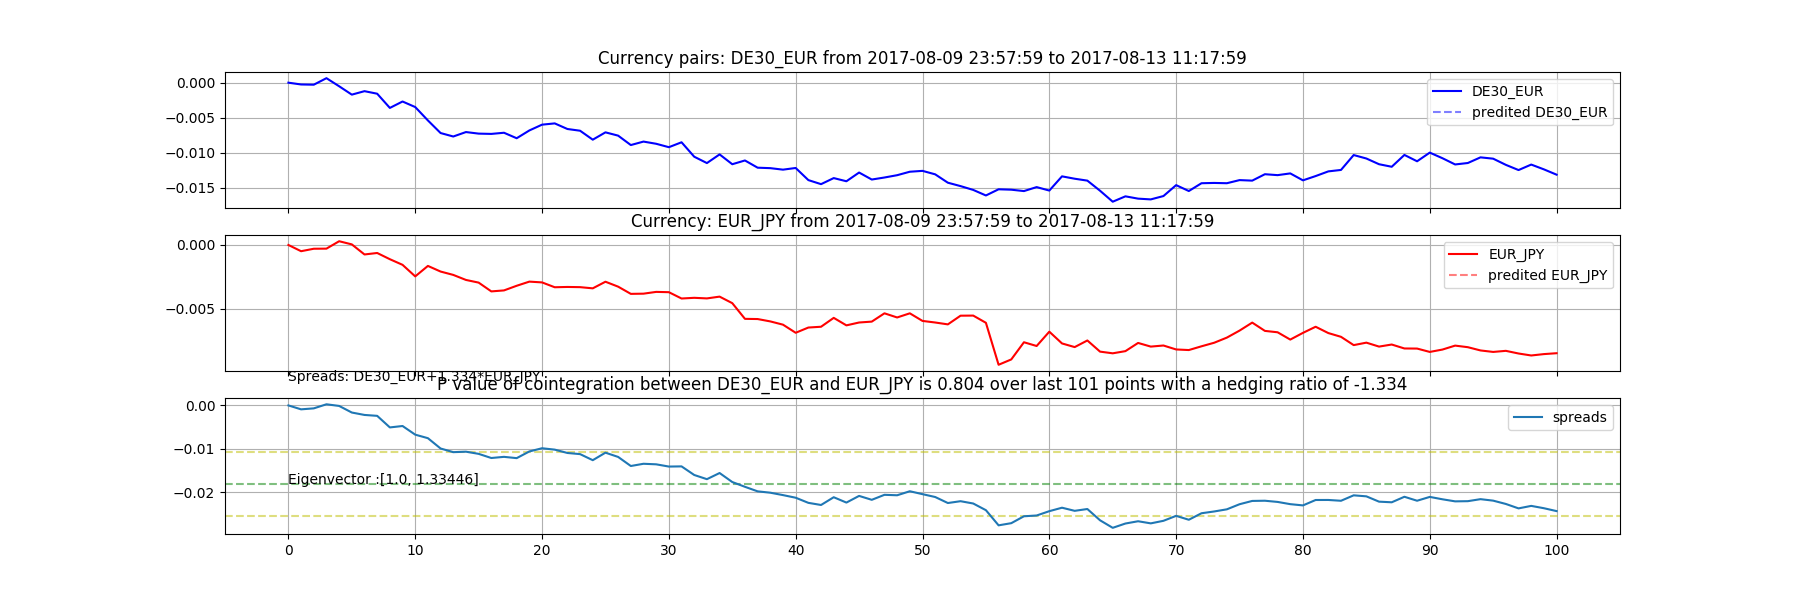 Currency pairs: DE30_EUR from 2017-08-09 23:57:59 to 2017-08-13 11:17:59
0.000
−0.005
−0.010
−0.015
DE30_EUR
predited DE30_EUR
Currency: EUR_JPY from 2017-08-09 23:57:59 to 2017-08-13 11:17:59
0.000
−0.005
EUR_JPY
predited EUR_JPY
Spreads: DE30_EUR+1.334*EUR_JPY
P value of cointegration between DE30_EUR and EUR_JPY is 0.804 over last 101 points with a hedging ratio of -1.334
0.00
−0.01
−0.02
spreads
Eigenvector :[1.0, 1.33446]
0 10 20 30 40 50 60 70 80 90 100